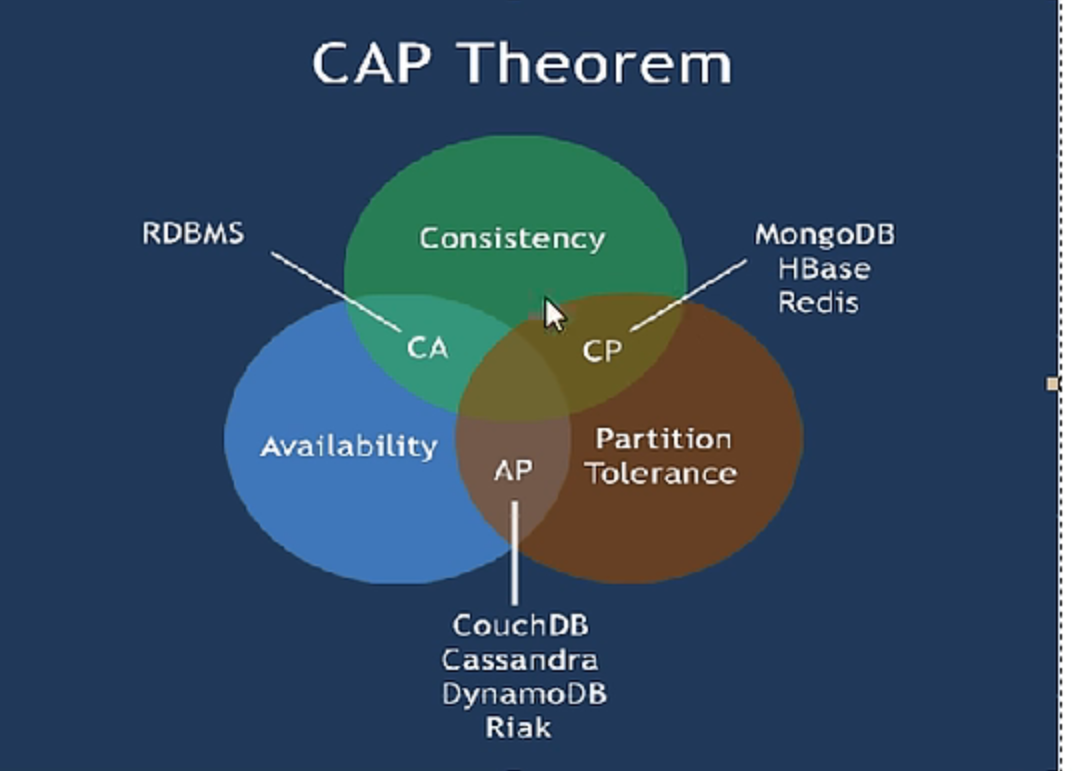 CAP Theorem
RDBMS
Consistency
MongoDB
HBase
Redis
CA
CP
Availability
Partition
Tolerance
AP
CouchDB
Cassandra
DynamoDB
Riak